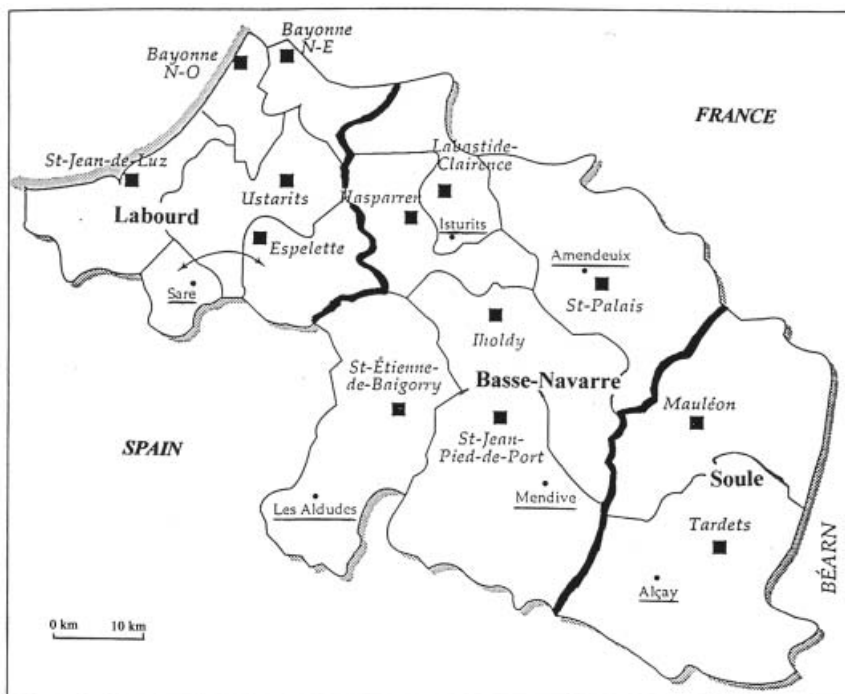 Bayonne
N-E
Bayonne
N-O
FRANCE
St-Jean-de-Luz
Labastide-
Clairence
Ustarits
Hasparren
Labourd
Isturits
Espelette
Amendeuix
Sare
St-Palais
Iholdy
St-Étienne-
de-Baigorry
Basse-Navarre
Mauléon
SPAIN
St-Jean-
Pied-de-Port
Soule
Les Aldudes
Mendive
Tardets
BÉARN
Alçay
0 km 10 km